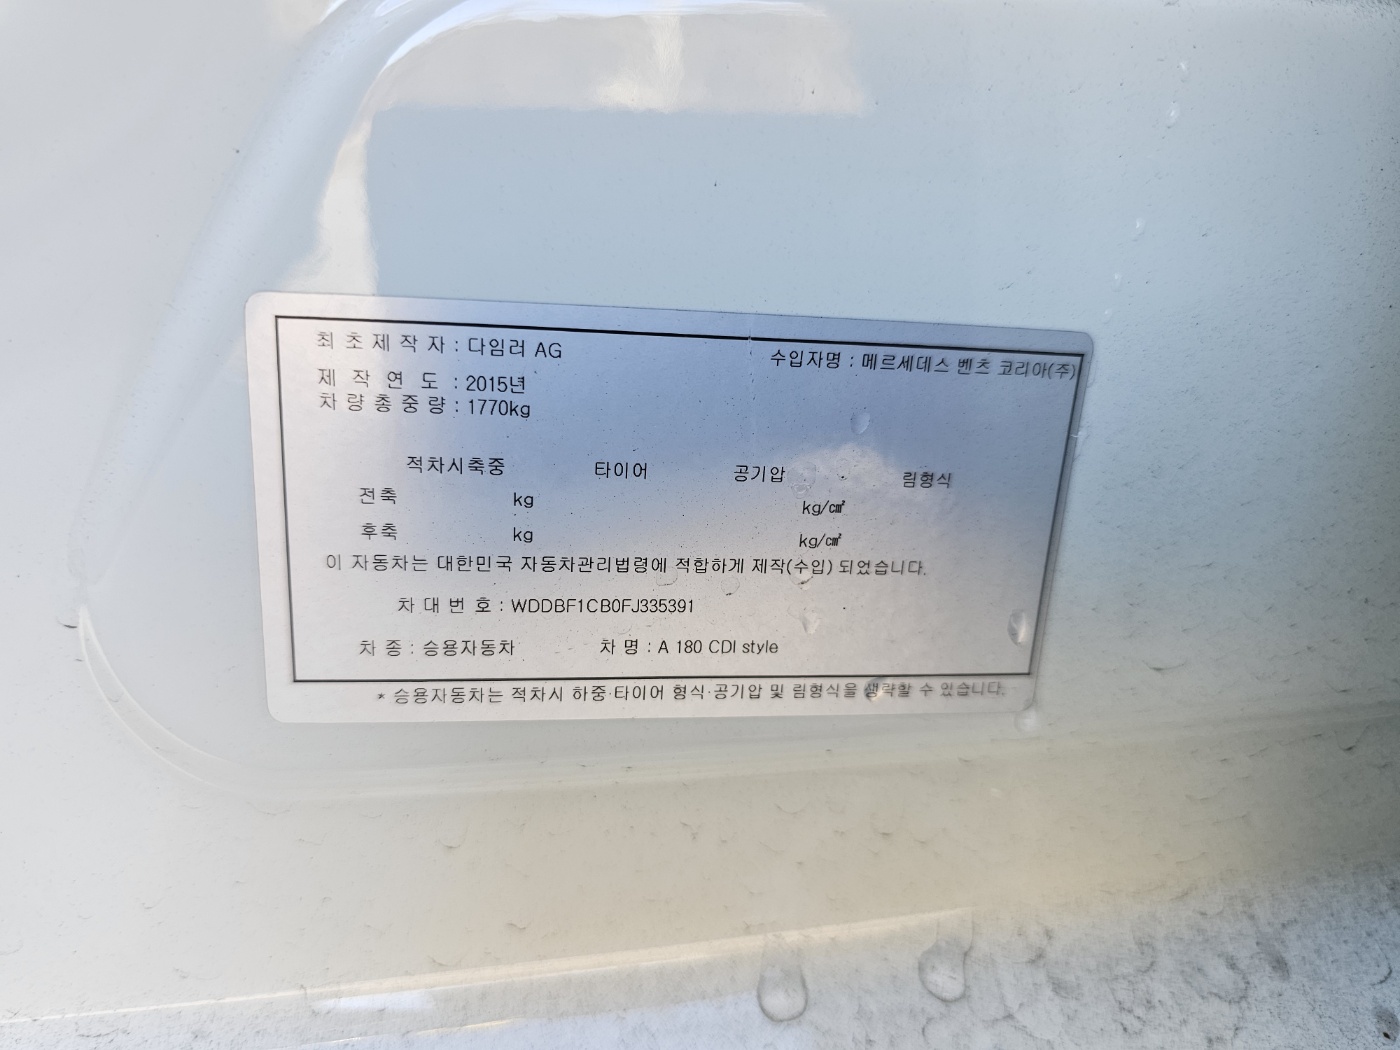 최초제작자 : 다임러 AG 수입자명 : 메르세데스 벤츠 코리아(주)
제작연도 : 2015년
차량총중량 : 1770kg
적차시축중 타이어 공기압 림형식
전축 kg kg/㎠
후축 kg kg/㎠
이 자동차는 대한민국 자동차관리법령에 적합하게 제작(수입) 되었습니다.
차대번호 : WDDBF1CB0FJ335391
차종 : 승용자동차 차명 : A 180 CDI style
* 승용자동차는 적차시 하중·타이어 형식·공기압 및 림형식을 생략할 수 있습니다.